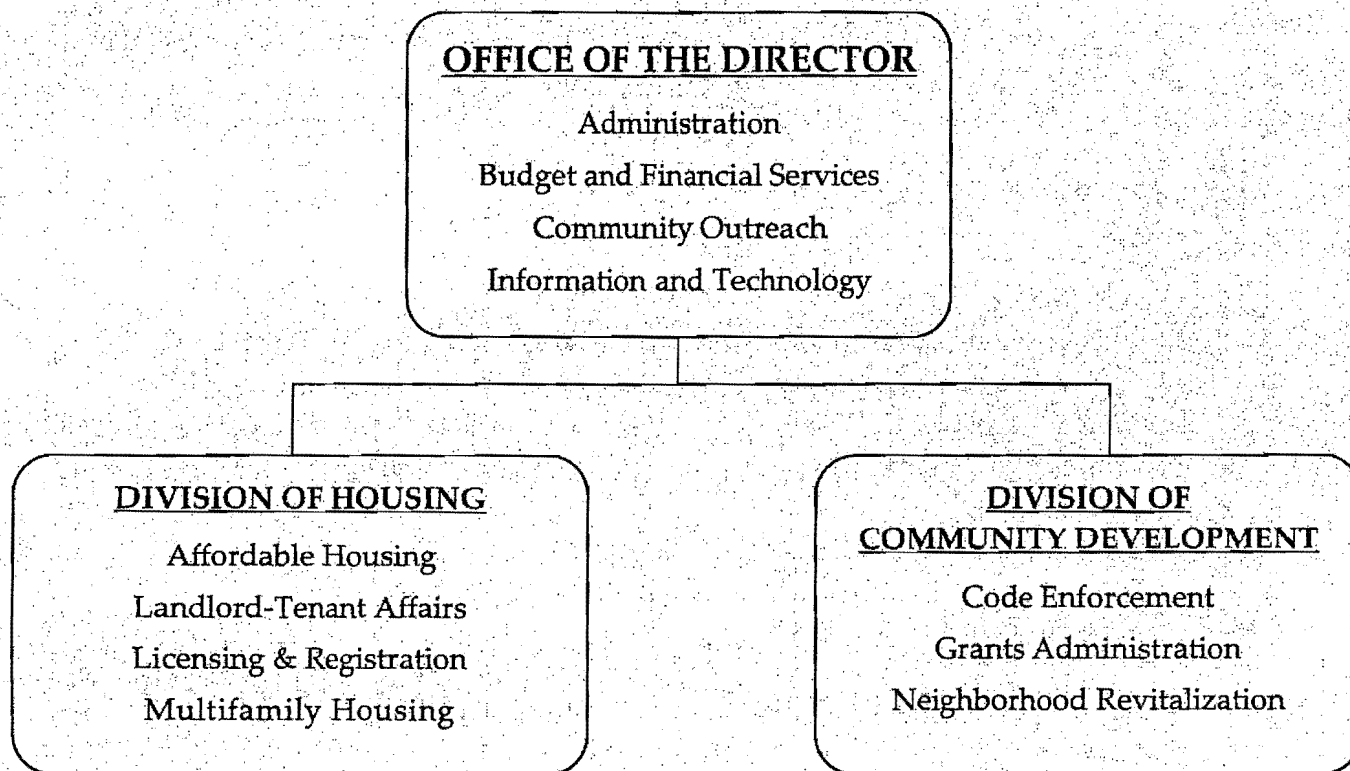 OFFICE OF THE DIRECTOR
Administration
Budget and Financial Services
Community Outreach
Information and Technology
DIVISION OF HOUSING
Affordable Housing
Landlord-Tenant Affairs
Licensing & Registration
Multifamily Housing
DIVISION OF
COMMUNITY DEVELOPMENT
Code Enforcement
Grants Administration
Neighborhood Revitalization